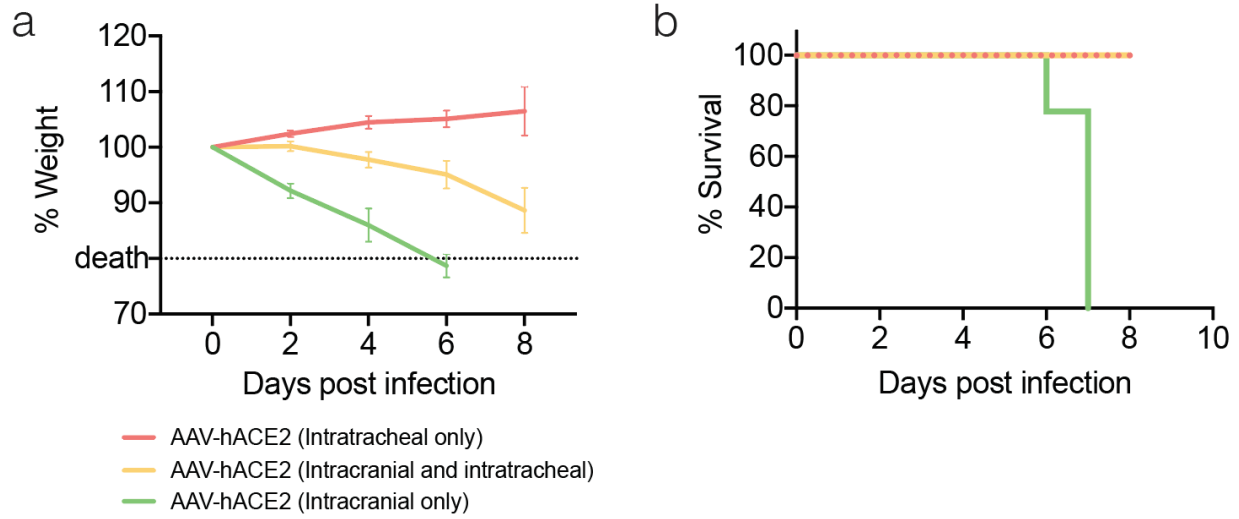 a
120
110
100
90
death
70
% Weight
0 2 4 6 8
Days post infection
b
100
80
60
40
20
0
% Survival
0 2 4 6 8 10
Days post infection
AAV-hACE2 (Intratracheal only)
AAV-hACE2 (Intracranial and intratracheal)
AAV-hACE2 (Intracranial only)